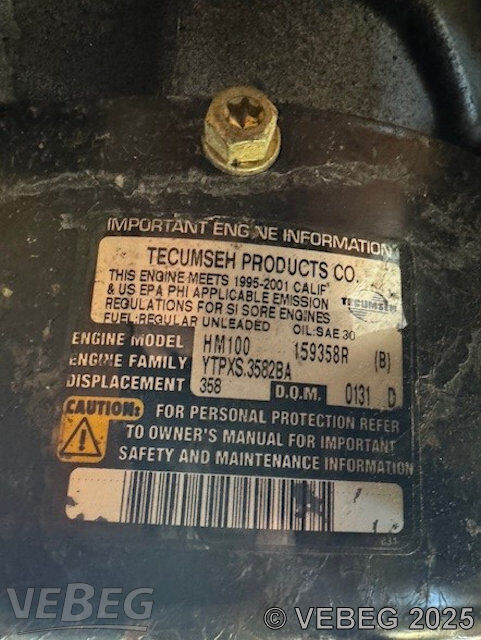 IMPORTANT ENGINE INFORMATION
TECUMSEH PRODUCTS CO.
THIS ENGINE MEETS 1995-2001 CALIF
& US EPA PHI APPLICABLE EMISSION
REGULATIONS FOR SI SORE ENGINES
FUEL:REGULAR UNLEADED OIL:SAE 30
TECUMSEH
ENGINE MODEL HM100 159358R (B)
ENGINE FAMILY YTPXS.3582BA
DISPLACEMENT 358 D.O.M. 0131 D
CAUTION: FOR PERSONAL PROTECTION REFER
TO OWNER'S MANUAL FOR IMPORTANT
SAFETY AND MAINTENANCE INFORMATION
VEBEG
© VEBEG 2025